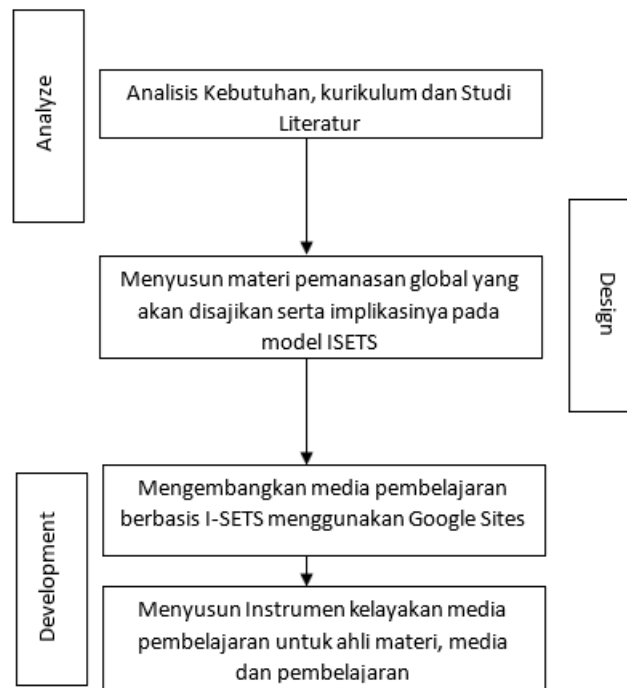 Analyze
Analisis Kebutuhan, kurikulum dan Studi
Literatur
Design
Menyusun materi pemanasan global yang
akan disajikan serta implikasinya pada
model ISETS
Development
Mengembangkan media pembelajaran
berbasis I-SETS menggunakan Google Sites
Menyusun Instrumen kelayakan media
pembelajaran untuk ahli materi, media
dan pembelajaran